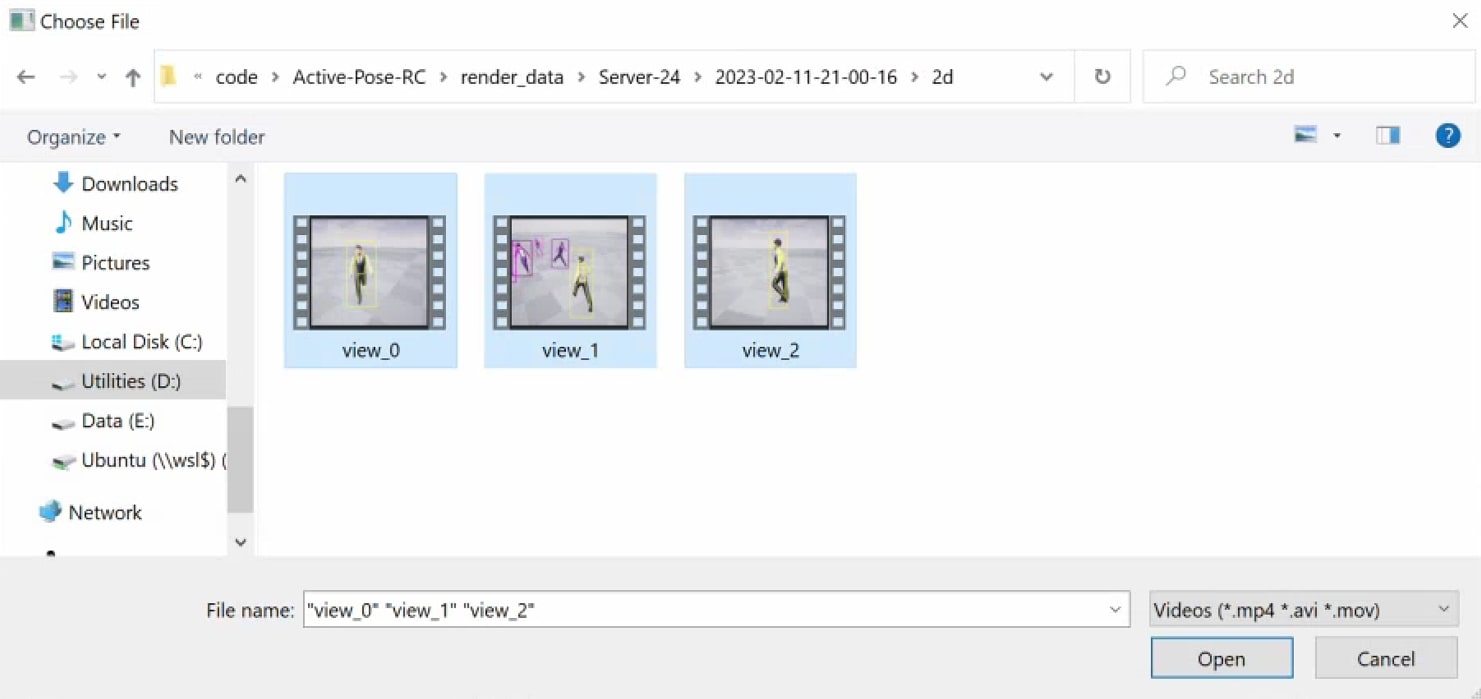 Choose File
« code > Active-Pose-RC > render_data > Server-24 > 2023-02-11-21-00-16 > 2d
Search 2d
Organize
New folder
Downloads
Music
Pictures
Videos
Local Disk (C:)
Utilities (D:)
Data (E:)
Ubuntu (\\wsl$) (
Network
view_0
view_1
view_2
File name:
"view_0" "view_1" "view_2"
Videos (*.mp4 *.avi *.mov)
Open
Cancel